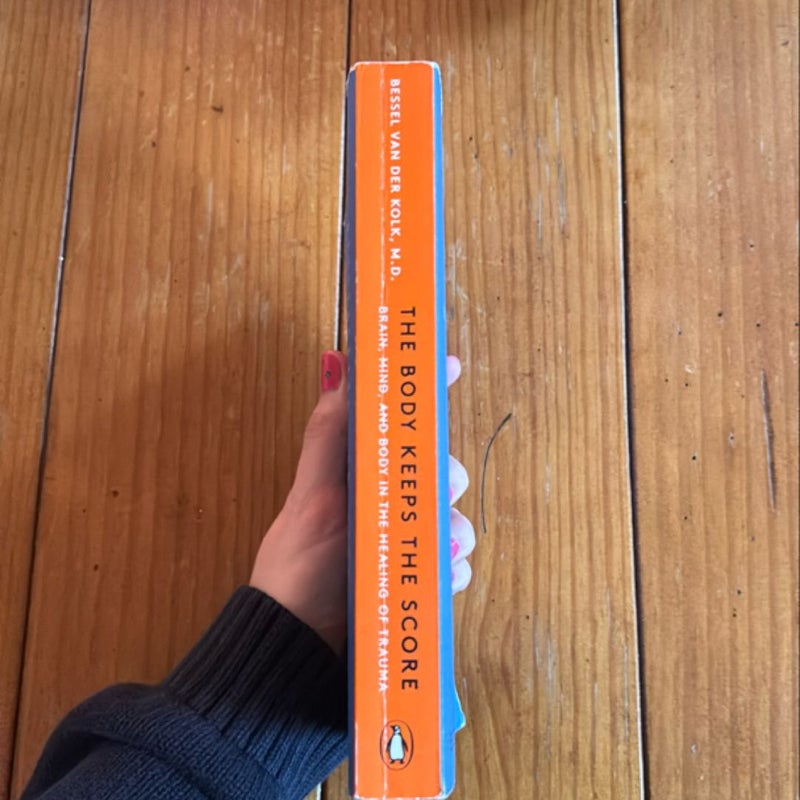 BESSEL VAN DER KOLK, M.D.
THE BODY KEEPS THE SCORE
BRAIN, MIND, AND BODY IN THE HEALING OF TRAUMA